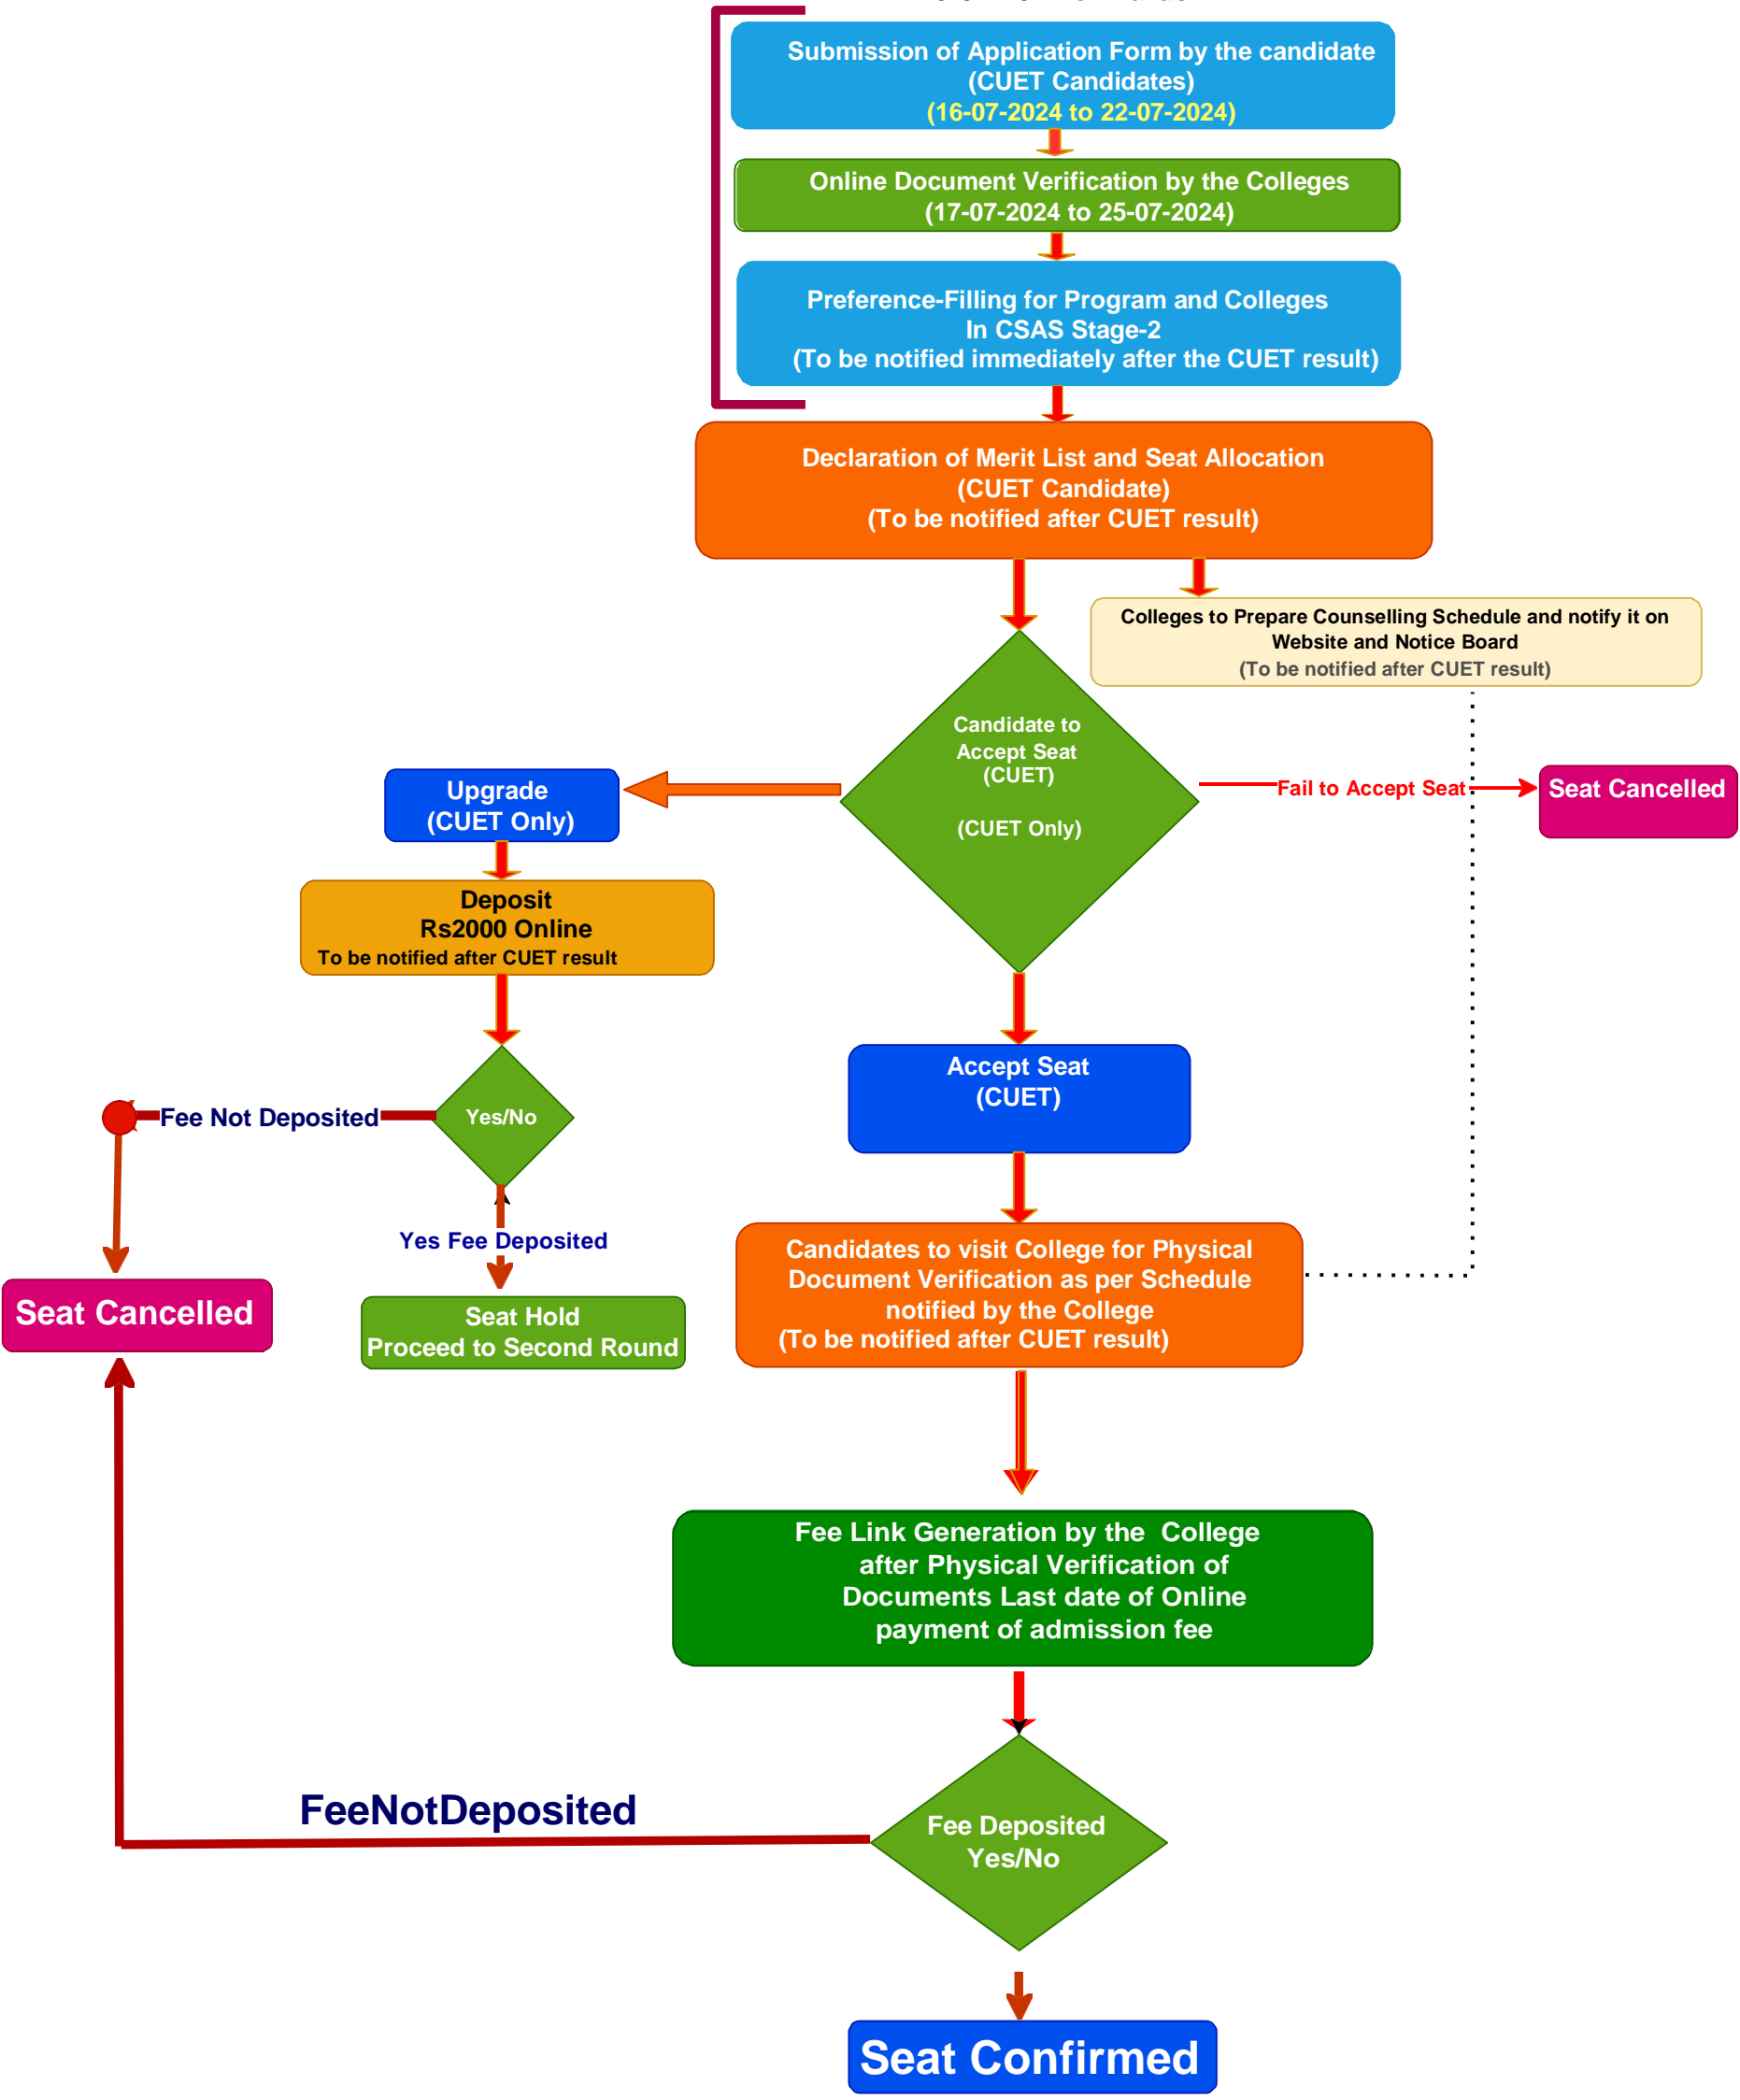 Submission of Application Form by the candidate
(CUET Candidates)
(16-07-2024 to 22-07-2024)
Online Document Verification by the Colleges
(17-07-2024 to 25-07-2024)
Preference-Filling for Program and Colleges
In CSAS Stage-2
(To be notified immediately after the CUET result)
Declaration of Merit List and Seat Allocation
(CUET Candidate)
(To be notified after CUET result)
Colleges to Prepare Counselling Schedule and notify it on
Website and Notice Board
(To be notified after CUET result)
Candidate to
Accept Seat
(CUET)
(CUET Only)
Fail to Accept Seat
Seat Cancelled
Upgrade
(CUET Only)
Deposit
Rs2000 Online
To be notified after CUET result
Yes/No
Fee Not Deposited
Yes Fee Deposited
Seat Cancelled
Seat Hold
Proceed to Second Round
Accept Seat
(CUET)
Candidates to visit College for Physical
Document Verification as per Schedule
notified by the College
(To be notified after CUET result)
Fee Link Generation by the College
after Physical Verification of
Documents Last date of Online
payment of admission fee
FeeNotDeposited
Fee Deposited
Yes/No
Seat Confirmed